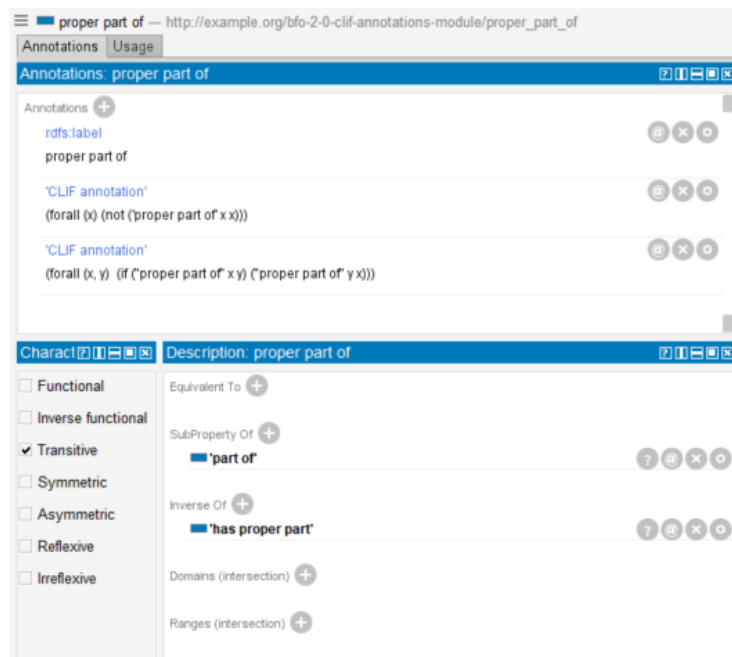 proper part of — http://example.org/bfo-2-0-clif-annotations-module/proper_part_of
Annotations Usage
Annotations: proper part of
Annotations
rdfs:label
proper part of
'CLIF annotation'
(forall (x) (not ('proper part of' x x)))
'CLIF annotation'
(forall (x, y) (if ("proper part of" x y) ("proper part of" y x)))
Charact
Functional
Inverse functional
Transitive
Symmetric
Asymmetric
Reflexive
Irreflexive
Description: proper part of
Equivalent To
SubProperty Of
'part of'
Inverse Of
'has proper part'
Domains (intersection)
Ranges (intersection)